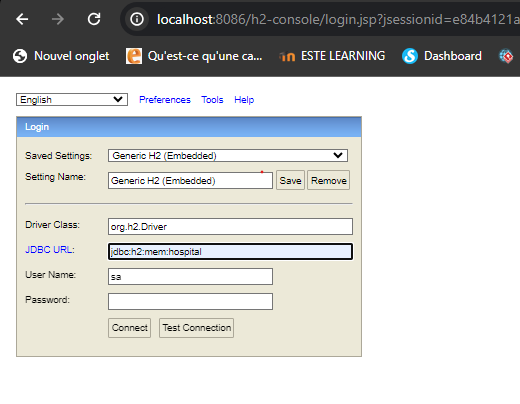 localhost:8086/h2-console/login.jsp?jsessionid=e84b4121a
Nouvel onglet e Qu'est-ce qu'une ca... in ESTE LEARNING S Dashboard
English Preferences Tools Help
Login
Saved Settings: Generic H2 (Embedded)
Setting Name: Generic H2 (Embedded) Save Remove
Driver Class: org.h2.Driver
JDBC URL: jdbc:h2:mem:hospital
User Name: sa
Password:
Connect Test Connection